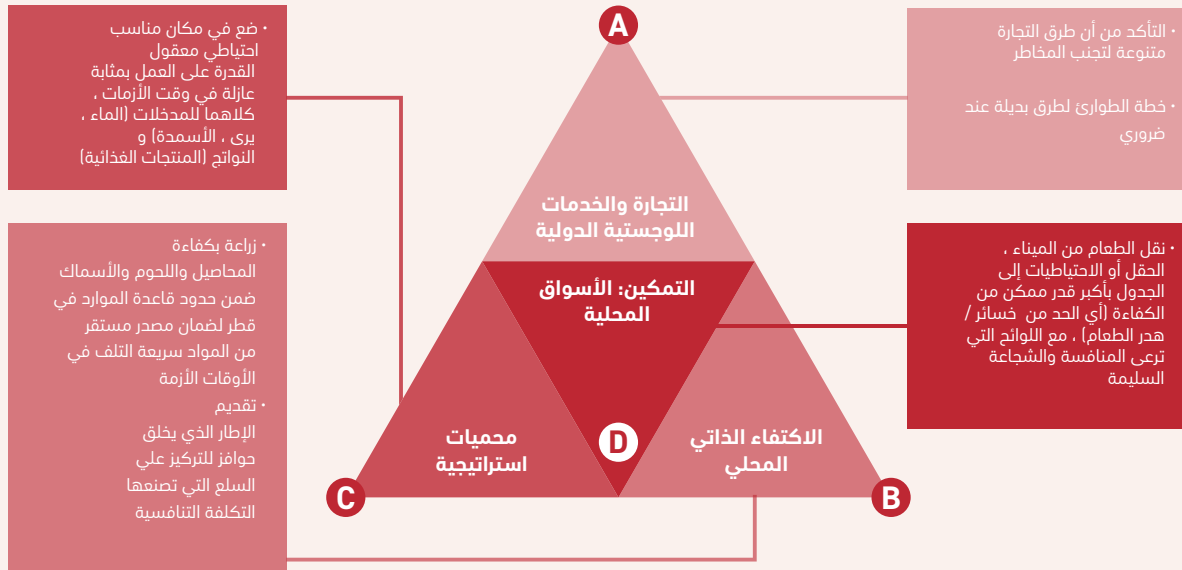 A
• التأكد من أن طرق التجارة
متنوعة لتجنب المخاطر
• خطة الطوارئ لطرق بديلة عند
ضروري
• ضع في مكان مناسب
احتياطي معقول
القدرة على العمل بمثابة
عازلة في وقت الأزمات ،
كلاهما للمدخلات (الماء ،
يرى ، الأسمدة) و
النواتج (المنتجات الغذائية)
التجارة والخدمات
اللوجستية الدولية
• نقل الطعام من الميناء ،
الحقل أو الاحتياطيات إلى
الجدول بأكبر قدر ممكن من
الكفاءة (أي الحد من خسائر /
هدر الطعام) ، مع اللوائح التي
ترعى المنافسة والشجاعة
السليمة
التمكين: الأسواق
المحلية
• زراعة بكفاءة
المحاصيل واللحوم والأسماك
ضمن حدود قاعدة الموارد في
قطر لضمان مصدر مستقر
من المواد سريعة التلف في
الأوقات الأزمة
• تقديم
الإطار الذي يخلق
حوافز للتركيز علي
السلع التي تصنعها
التكلفة التنافسية
الاكتفاء الذاتي
المحلي
D
محميات
استراتيجية
B
C